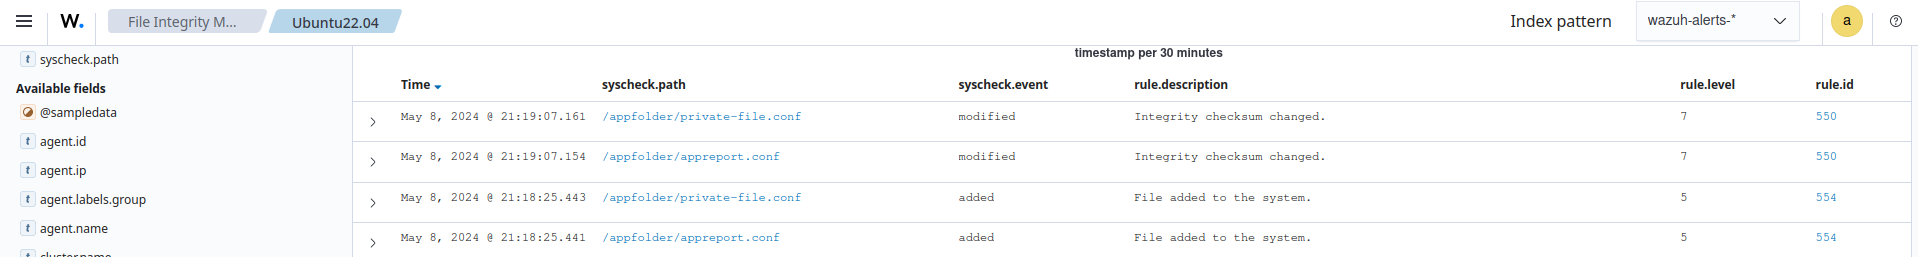 W.
File Integrity M...
Ubuntu22.04
Index pattern
wazuh-alerts-*
a
syscheck.path
Available fields
t @sampledata
t agent.id
t agent.ip
t agent.labels.group
t agent.name
timestamp per 30 minutes
Time syscheck.path syscheck.event rule.description rule.level rule.id
May 8, 2024 @ 21:19:07.161 /appfolder/private-file.conf modified Integrity checksum changed. 7 550
May 8, 2024 @ 21:19:07.154 /appfolder/appreport.conf modified Integrity checksum changed. 7 550
May 8, 2024 @ 21:18:25.443 /appfolder/private-file.conf added File added to the system. 5 554
May 8, 2024 @ 21:18:25.441 /appfolder/appreport.conf added File added to the system. 5 554